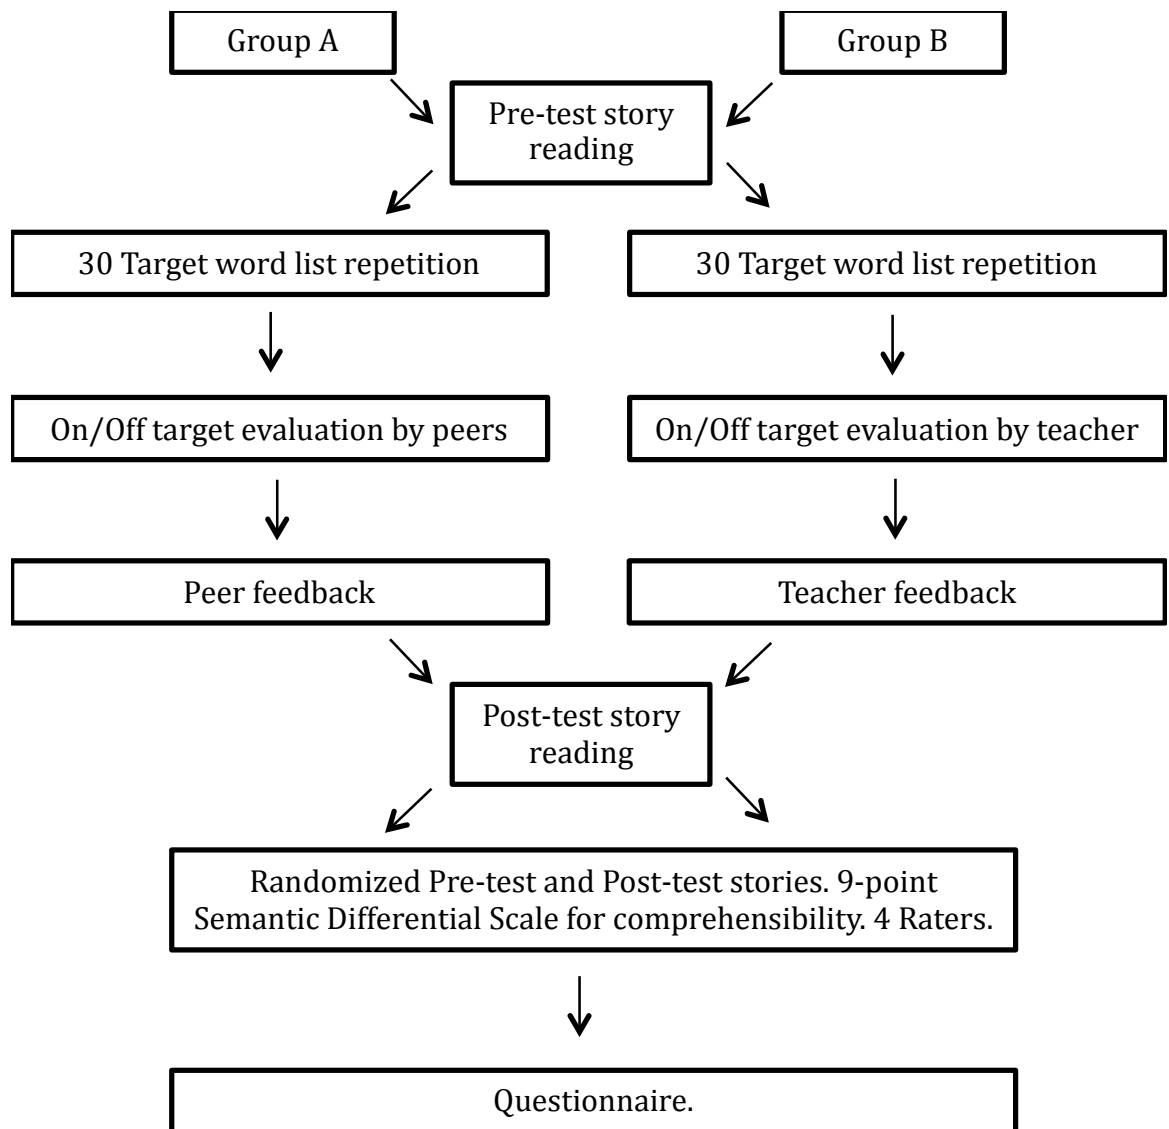 Group A
Group B
Pre-test story
reading
30 Target word list repetition
30 Target word list repetition
On/Off target evaluation by peers
On/Off target evaluation by teacher
Peer feedback
Teacher feedback
Post-test story
reading
Randomized Pre-test and Post-test stories. 9-point
Semantic Differential Scale for comprehensibility. 4 Raters.
Questionnaire.